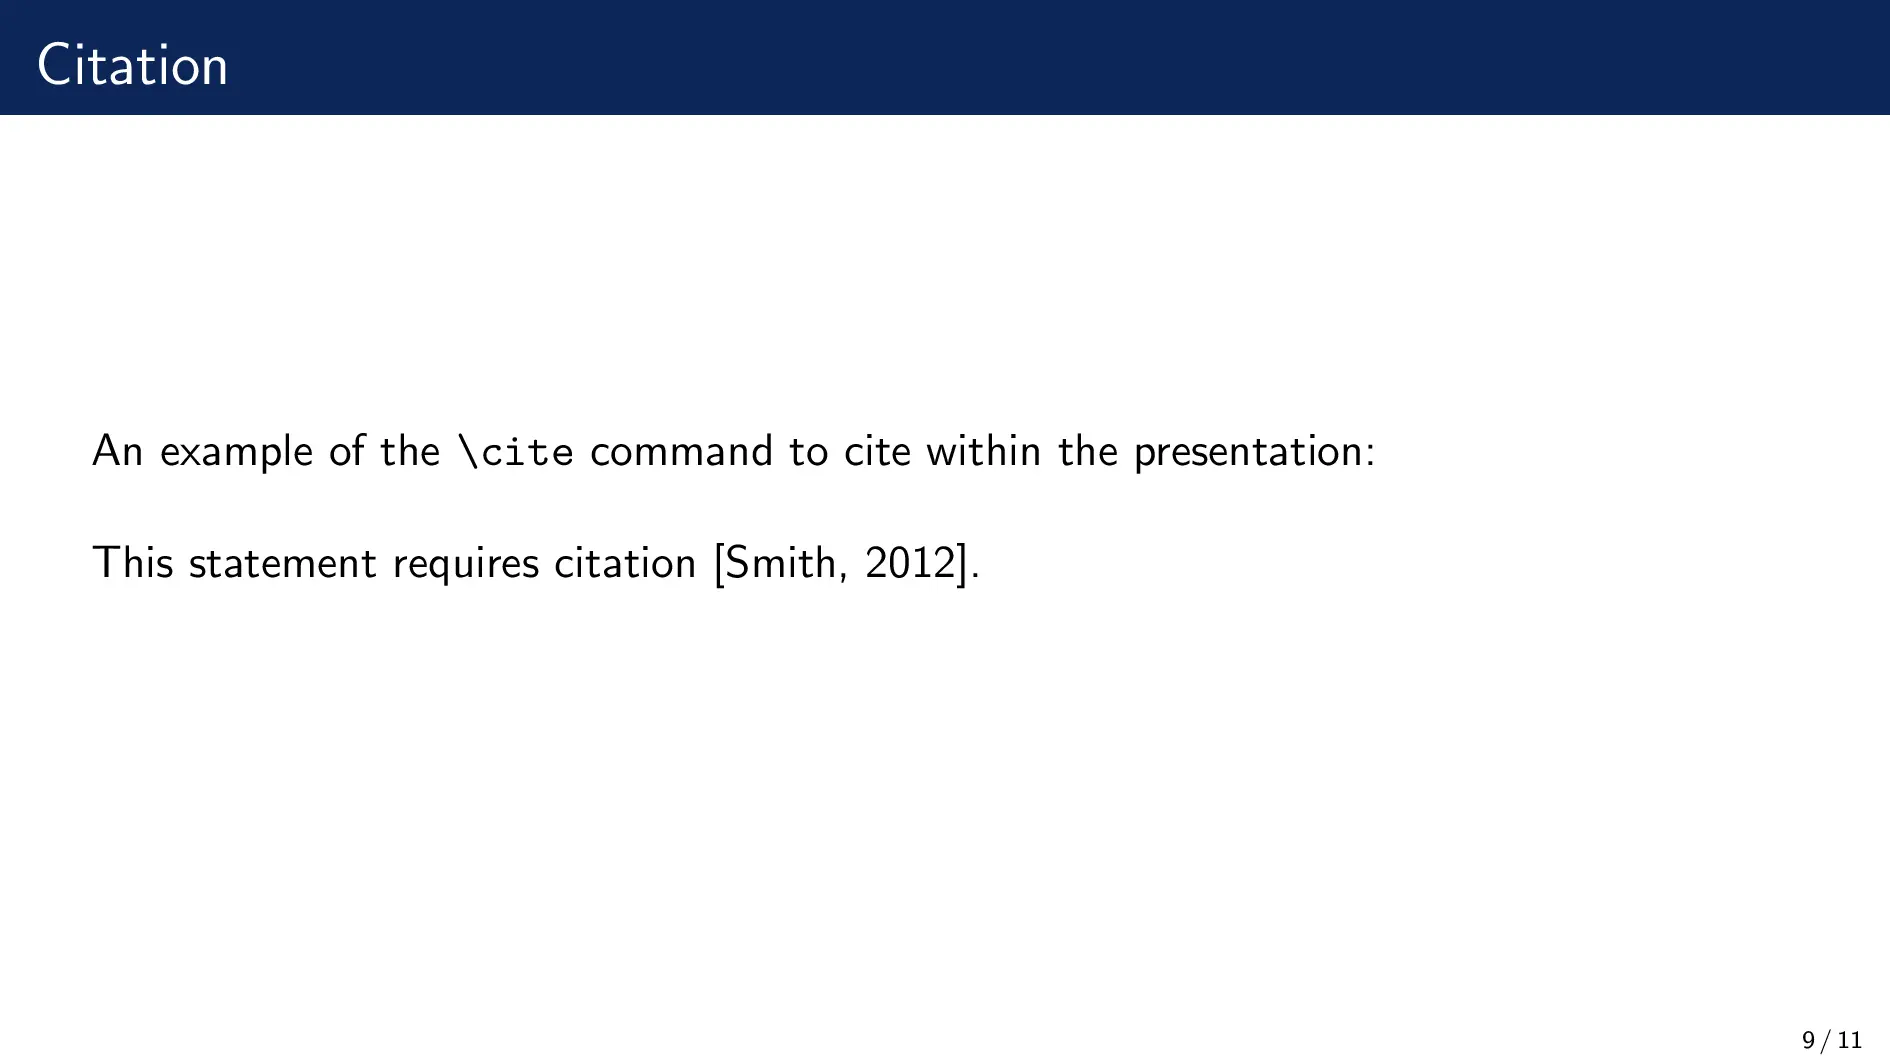 Citation
An example of the \cite command to cite within the presentation:
This statement requires citation [Smith, 2012].
9 / 11